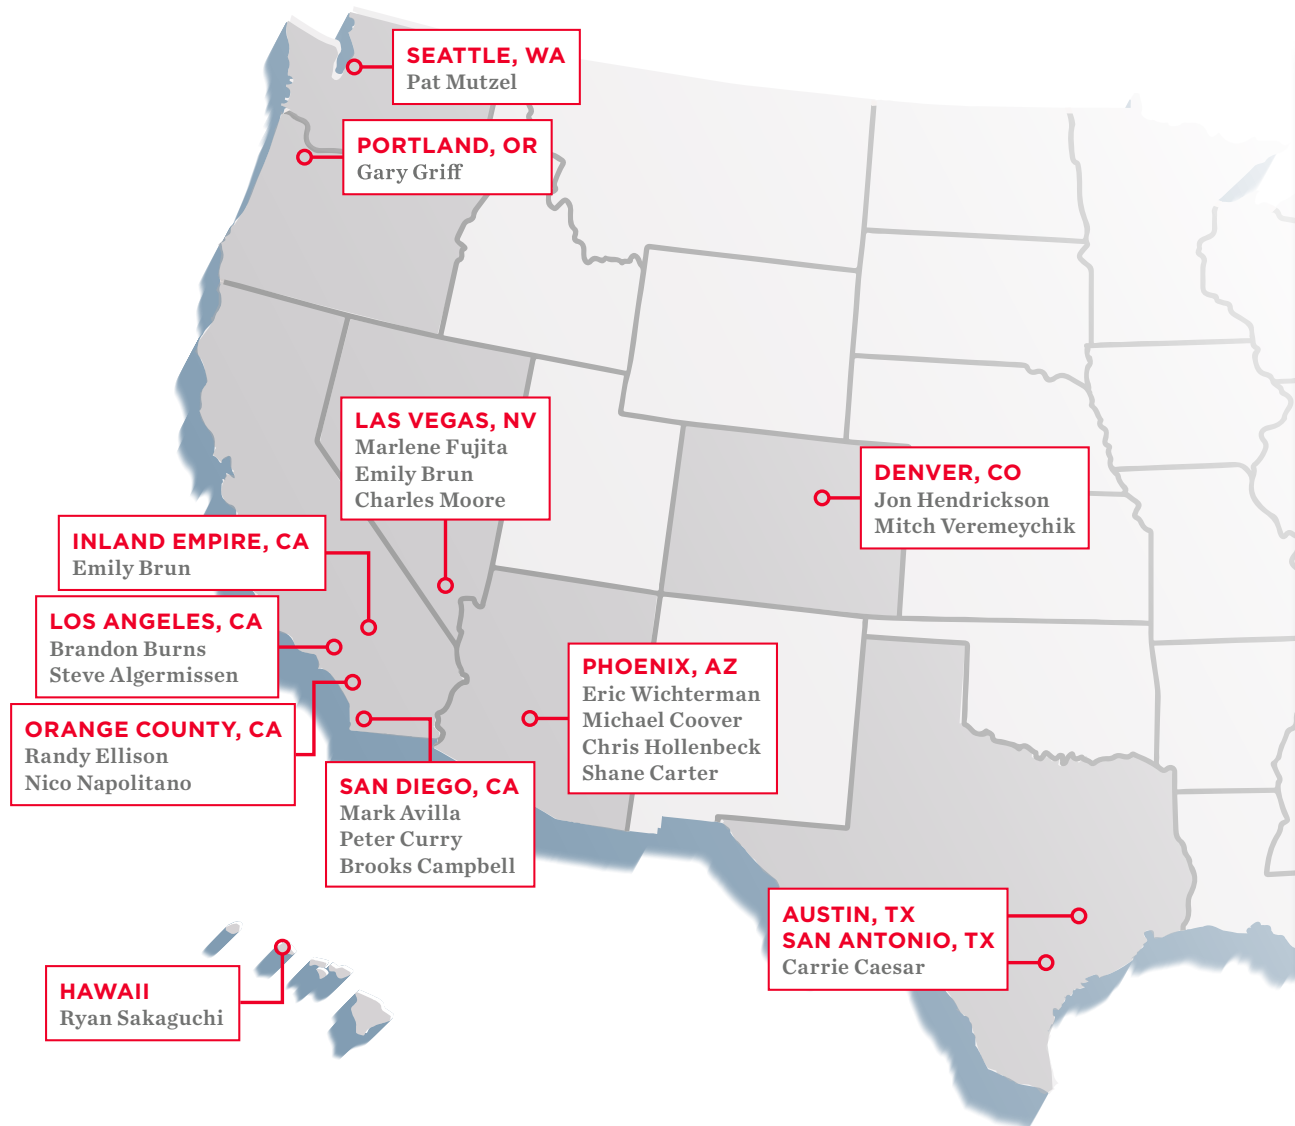 SEATTLE, WA
Pat Mutzel
PORTLAND, OR
Gary Griff
LAS VEGAS, NV
Marlene Fujita
Emily Brun
Charles Moore
DENVER, CO
Jon Hendrickson
Mitch Veremeychik
INLAND EMPIRE, CA
Emily Brun
LOS ANGELES, CA
Brandon Burns
Steve Algermissen
PHOENIX, AZ
Eric Wichterman
Michael Coover
Chris Hollenbeck
Shane Carter
ORANGE COUNTY, CA
Randy Ellison
Nico Napolitano
SAN DIEGO, CA
Mark Avilla
Peter Curry
Brooks Campbell
AUSTIN, TX
SAN ANTONIO, TX
Carrie Caesar
HAWAII
Ryan Sakaguchi